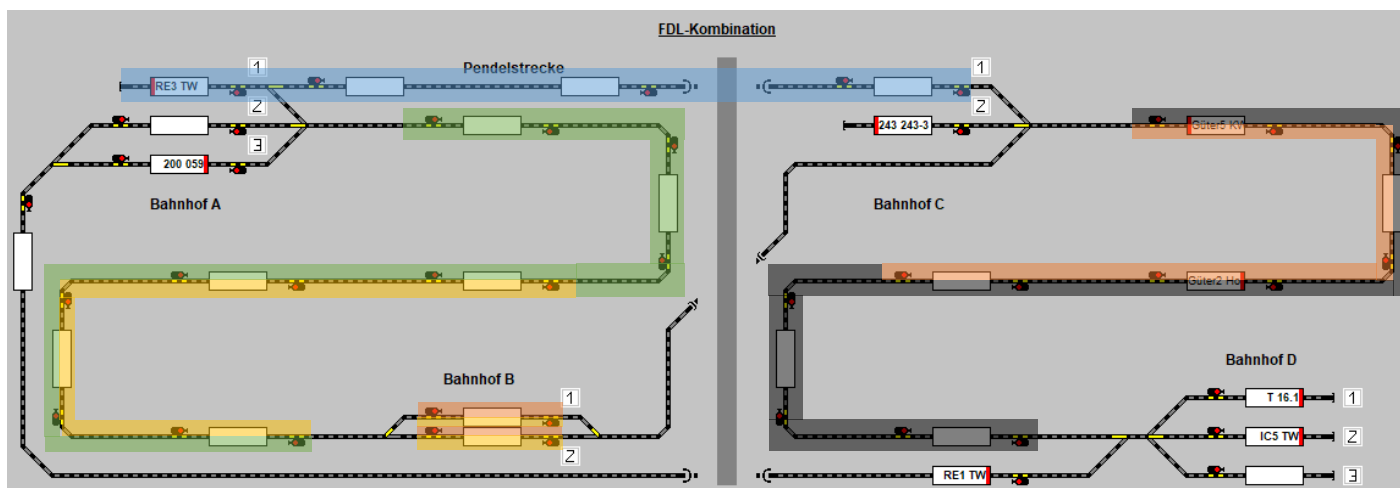 FDL-Kombination
Pendelstrecke
1
1
RE3 TW
2
2
243 243-3
Güter5 KW
3
200 059
Bahnhof A
Bahnhof C
Güter2 Ho
Bahnhof D
Bahnhof B
1
T 16.1
1
IC5 TW
2
2
RE1 TW
3